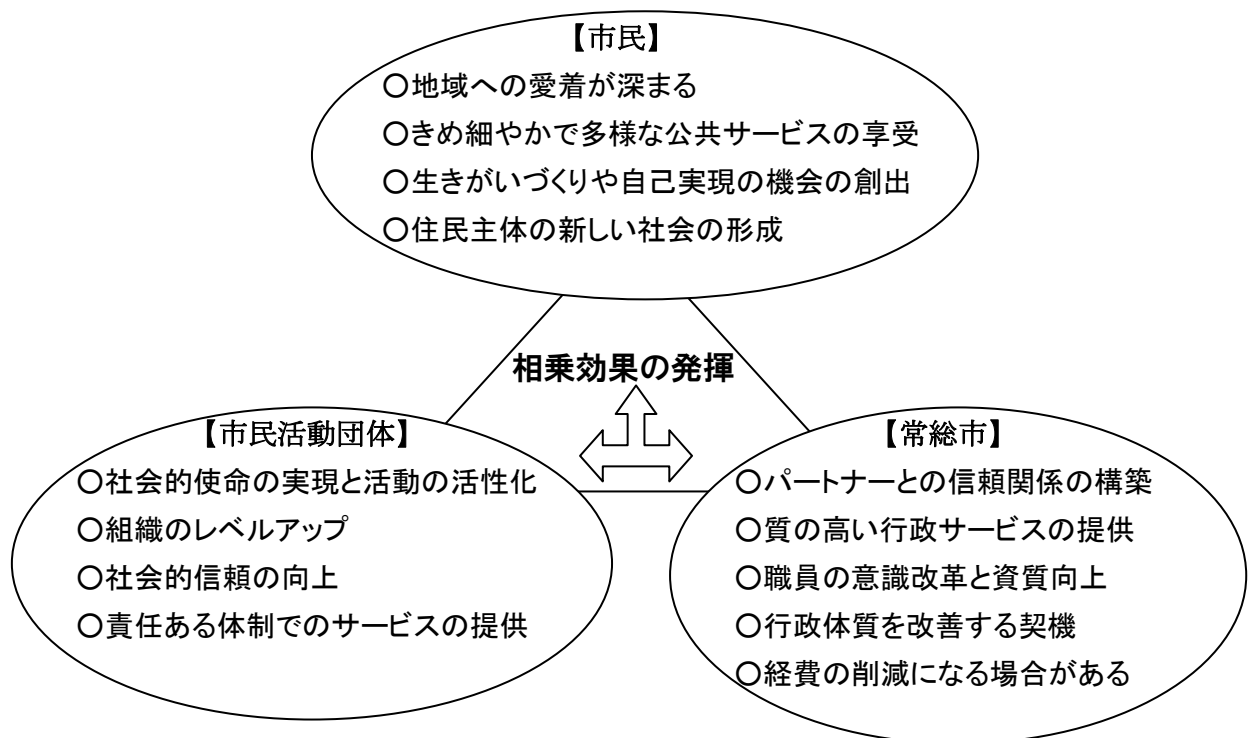 【市民】
○地域への愛着が深まる
○きめ細やかで多様な公共サービスの享受
○生きがいづくりや自己実現の機会の創出
○住民主体の新しい社会の形成
相乗効果の発揮
【市民活動団体】
○社会的使命の実現と活動の活性化
○組織のレベルアップ
○社会的信頼の向上
○責任ある体制でのサービスの提供
【常総市】
○パートナーとの信頼関係の構築
○質の高い行政サービスの提供
○職員の意識改革と資質向上
○行政体質を改善する契機
○経費の削減になる場合がある